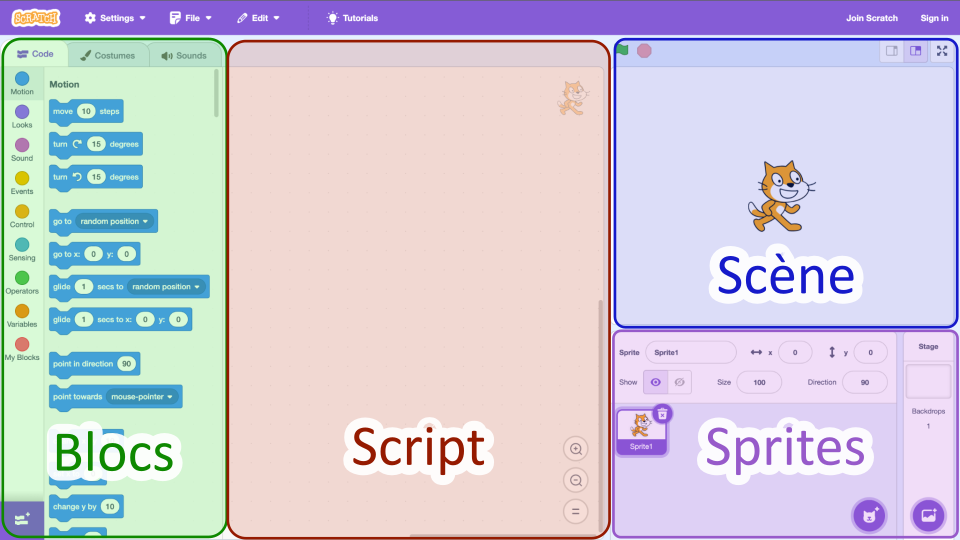 SCRATCH
Settings File Edit Tutorials Join Scratch Sign in
Code Costumes Sounds
Motion
Looks
Sound
Events
Control
Sensing
Operators
Variables
My Blocks
Motion
move 10 steps
turn 15 degrees
turn 15 degrees
go to random position
go to x: 0 y: 0
glide 1 secs to random position
glide 1 secs to x: 0 y: 0
point in direction 90
point towards mouse-pointer
Blocs
change y by 10
Script
Scène
Sprite Sprite1 x 0 y 0
Show Size 100 Direction 90
Sprite1
Sprites
Stage
Backdrops
1